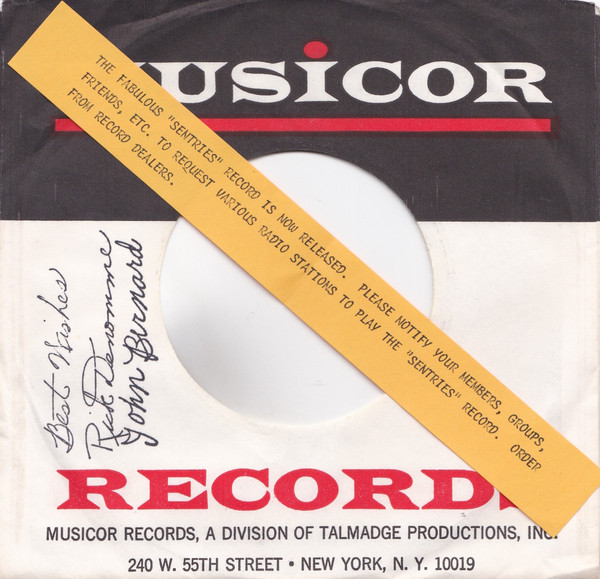 MUSICOR
THE FABULOUS "SENTRIES" RECORD IS NOW RELEASED. PLEASE NOTIFY YOUR MEMBERS, GROUPS,
FRIENDS, ETC. TO REQUEST VARIOUS RADIO STATIONS TO PLAY THE "SENTRIES" RECORD. ORDER
FROM RECORD DEALERS.
Best Wishes
Rick Denomme
John Bernard
RECORDS
MUSICOR RECORDS, A DIVISION OF TALMADGE PRODUCTIONS, INC.
240 W. 55TH STREET • NEW YORK, N. Y. 10019